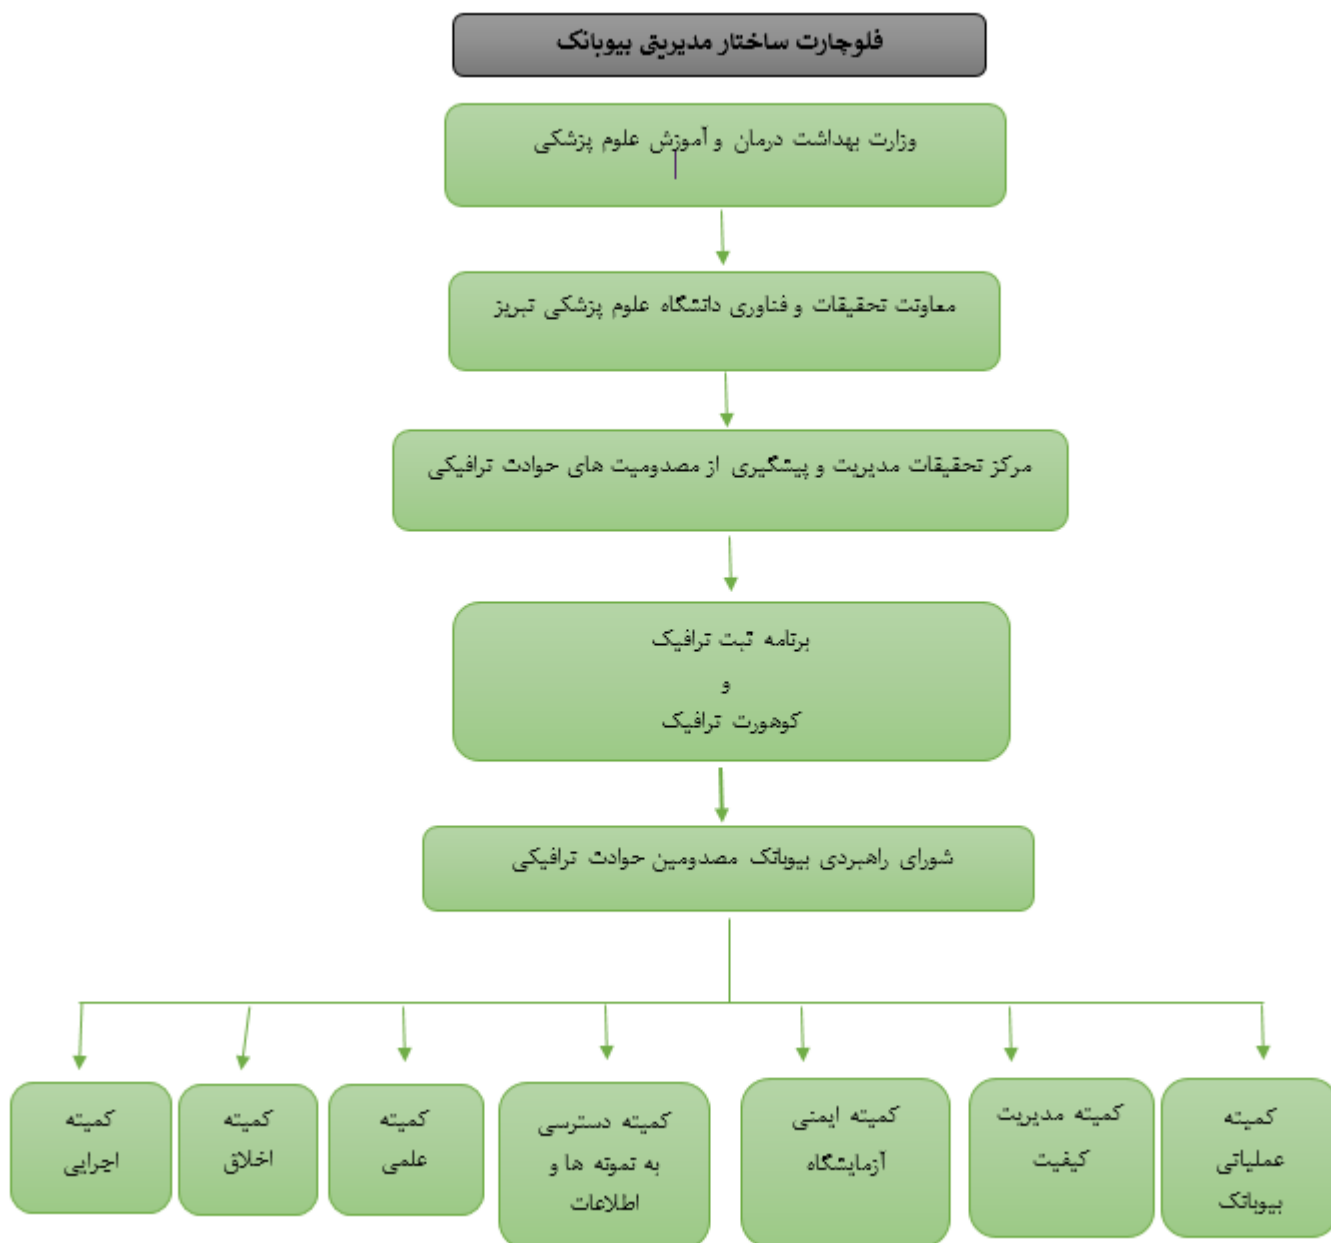 فلوچارت ساختار مدیریتی بیوبانک
وزارت بهداشت درمان و آموزش علوم پزشکی
معاونت تحقیقات و فناوری دانشگاه علوم پزشکی تبریز
مرکز تحقیقات مدیریت و پیشگیری از مصدومیت های حوادث ترافیکی
برنامه ثبت ترافیک
و
کوهورت ترافیک
شورای راهبردی بیوبانک مصدومین حوادث ترافیکی
کمیته
عملیاتی
بیوبانک
کمیته مدیریت
کیفیت
کمیته ایمنی
آزمایشگاه
کمیته دسترسی
به نمونه ها و
اطلاعات
کمیته
علمی
کمیته
اخلاق
کمیته
اجرایی